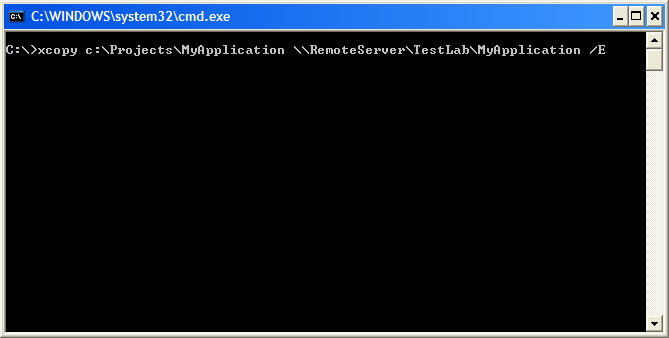 C:\WINDOWS\system32\cmd.exe
C:\>xcopy c:\Projects\MyApplication \\RemoteServer\TestLab\MyApplication /E